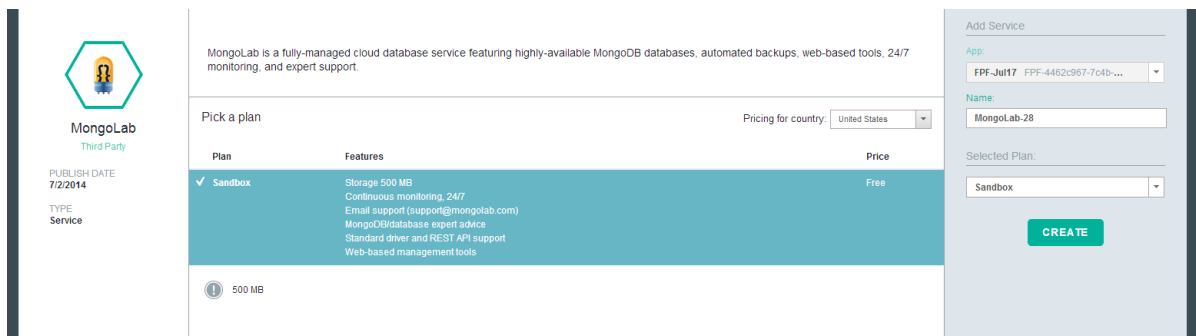 MongoLab
Third Party
PUBLISH DATE
7/2/2014
TYPE
Service
MongoLab is a fully-managed cloud database service featuring highly-available MongoDB databases, automated backups, web-based tools, 24/7
monitoring, and expert support.
Pick a plan
Pricing for country: United States
Plan Features Price
Sandbox Storage 500 MB Free
Continuous monitoring, 24/7
Email support (support@mongolab.com)
MongoDB/database expert advice
Standard driver and REST API support
Web-based management tools
500 MB
Add Service
App:
FPF-Jul17 FPF-4462c967-7c4b-...
Name:
MongoLab-28
Selected Plan:
Sandbox
CREATE